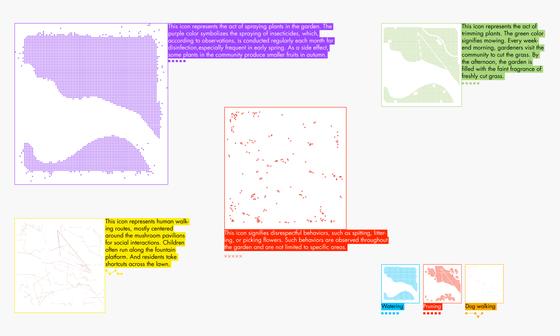 This icon represents the act of spraying plants in the garden. The
purple color symbolizes the spraying of insecticides, which,
according to observations, is conducted regularly each month for
disinfection,especially frequent in early spring. As a side effect,
some plants in the community produce smaller fruits in autumn.
This icon represents the act of
trimming plants. The green color
signifies mowing. Every week-
end morning, gardeners visit the
community to cut the grass. By
the afternoon, the garden is
filled with the faint fragrance of
freshly cut grass.
This icon represents human walk-
ing routes, mostly centered
around the mushroom pavilions
for social interactions. Children
often run along the fountain
platform. And residents take
shortcuts across the lawn.
This icon signifies disrespectful behaviors, such as spitting, litter-
ing, or picking flowers. Such behaviors are observed throughout
the garden and are not limited to specific areas.
Watering
Pruning
Dog walking